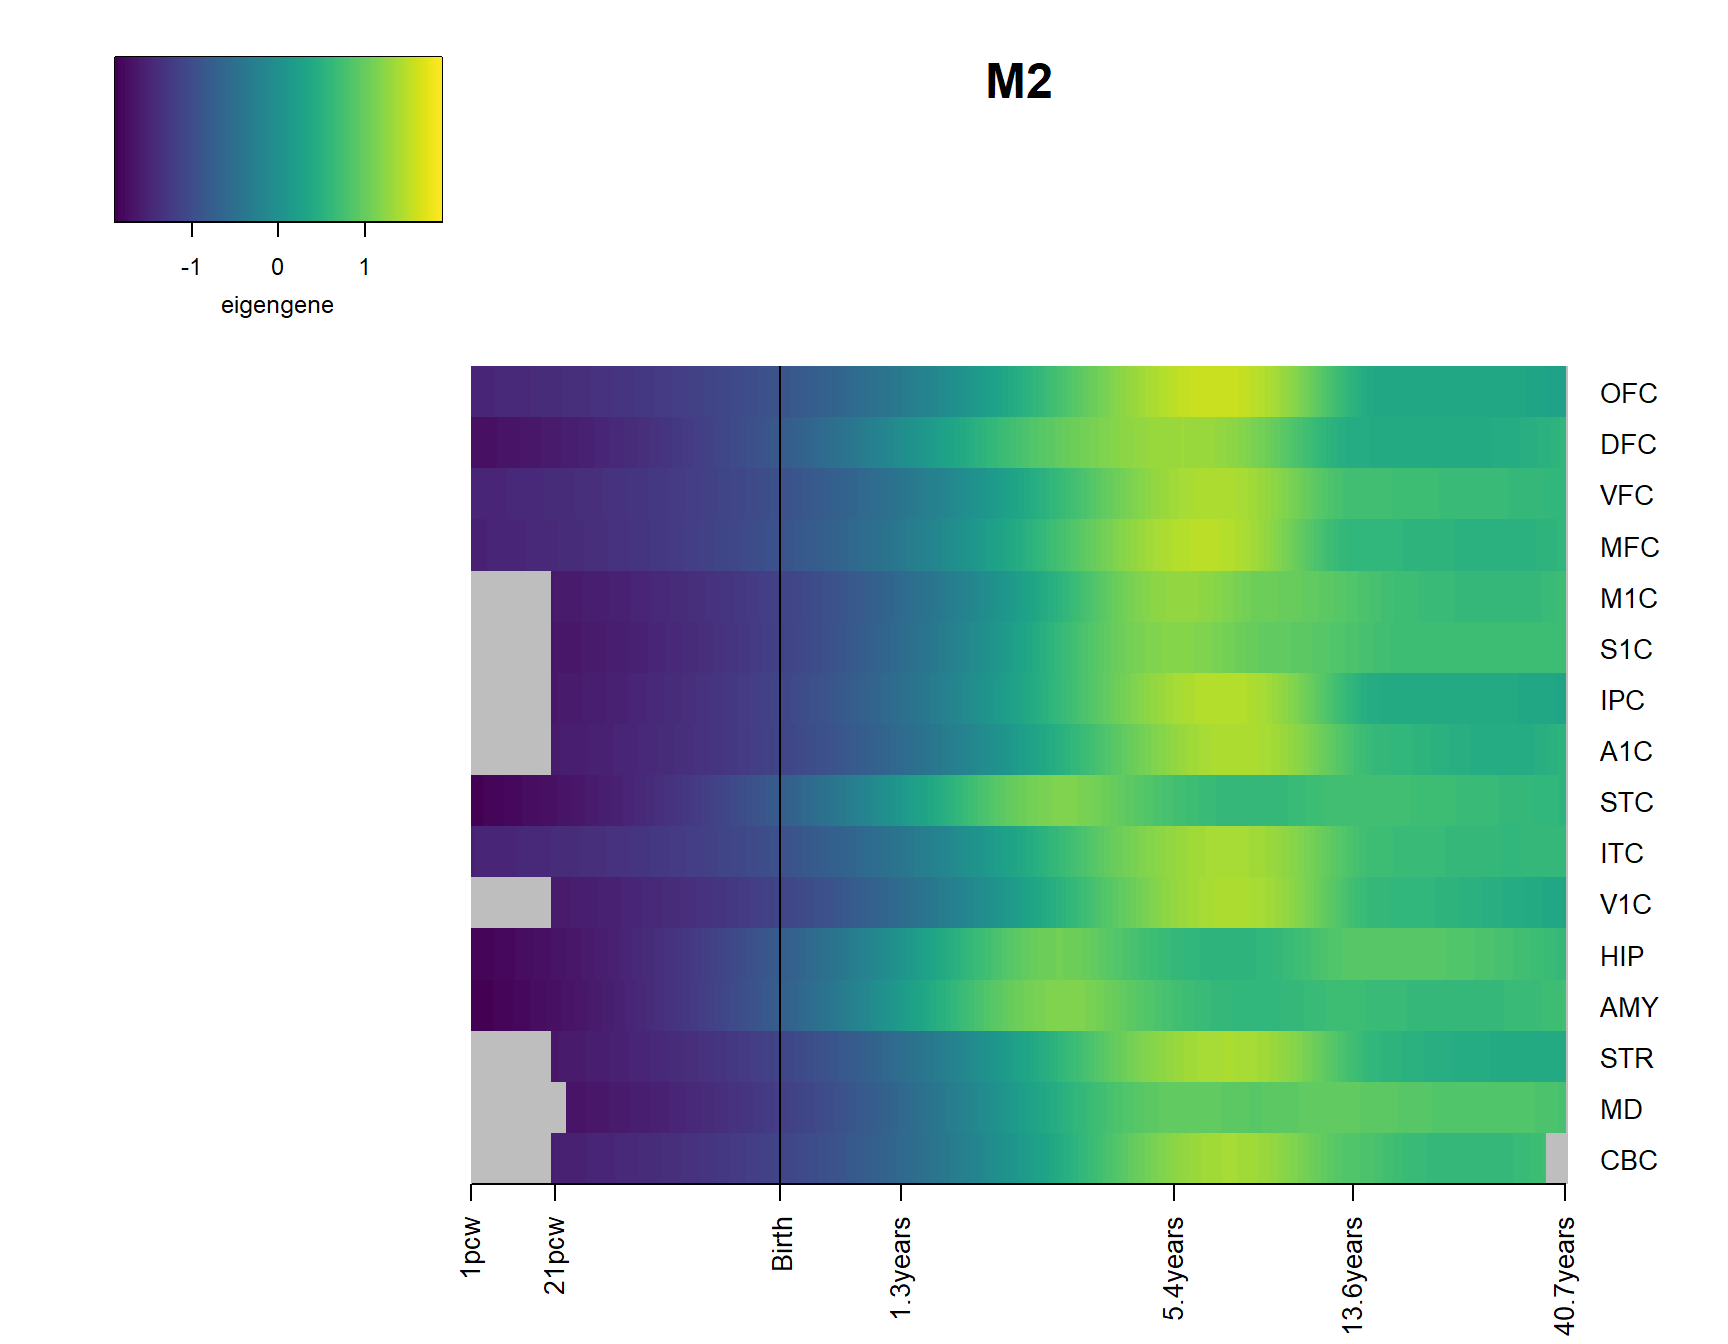 M2
-1 0 1
eigengene
OFC
DFC
VFC
MFC
M1C
S1C
IPC
A1C
STC
ITC
V1C
HIP
AMY
STR
MD
CBC
1pcw
21pcw
Birth
1.3years
5.4years
13.6years
40.7years